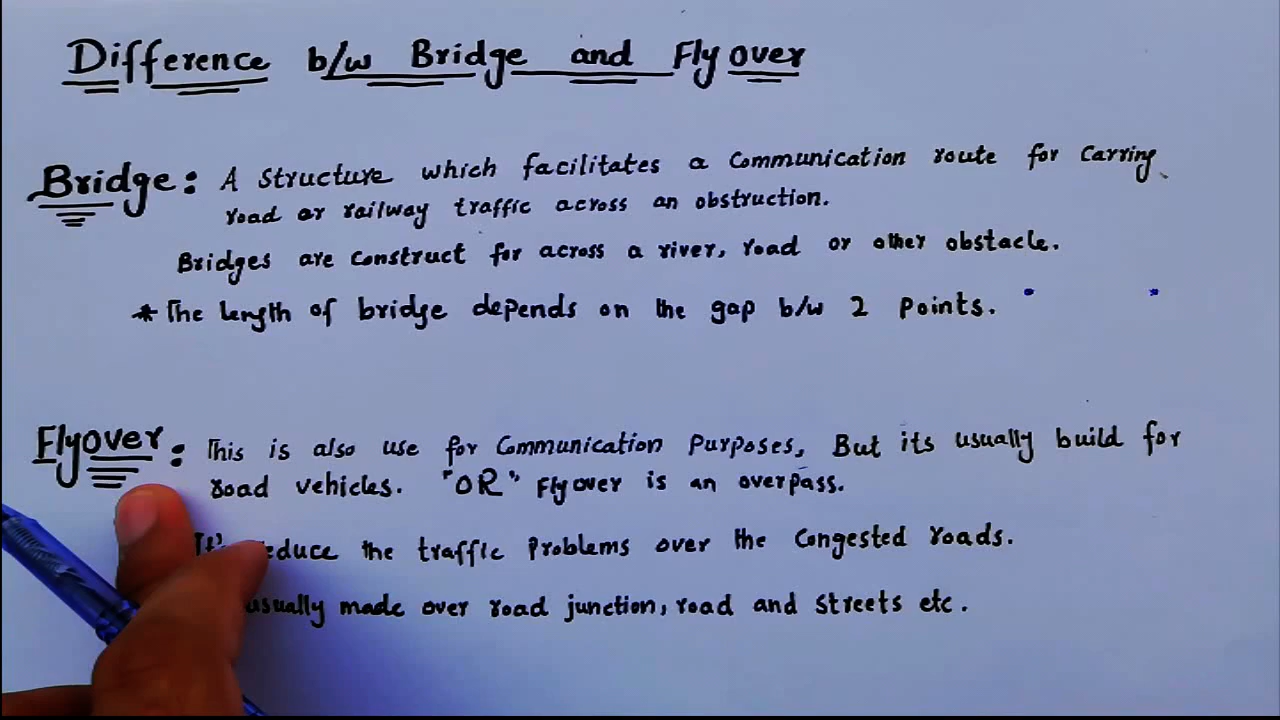 Difference b/w Bridge and Flyover
Bridge: A Structure which facilitates a Communication route for Carring
road or railway traffic across an obstruction.
Bridges are construct for across a river, road or other obstacle.
* The length of bridge depends on the gap b/w 2 Points.
Flyover: This is also use for Communication Purposes, But its usually build for
road vehicles. "OR" Flyover is an overpass.
the traffic Problems over the Congested roads.
usually made over road junction, road and streets etc.